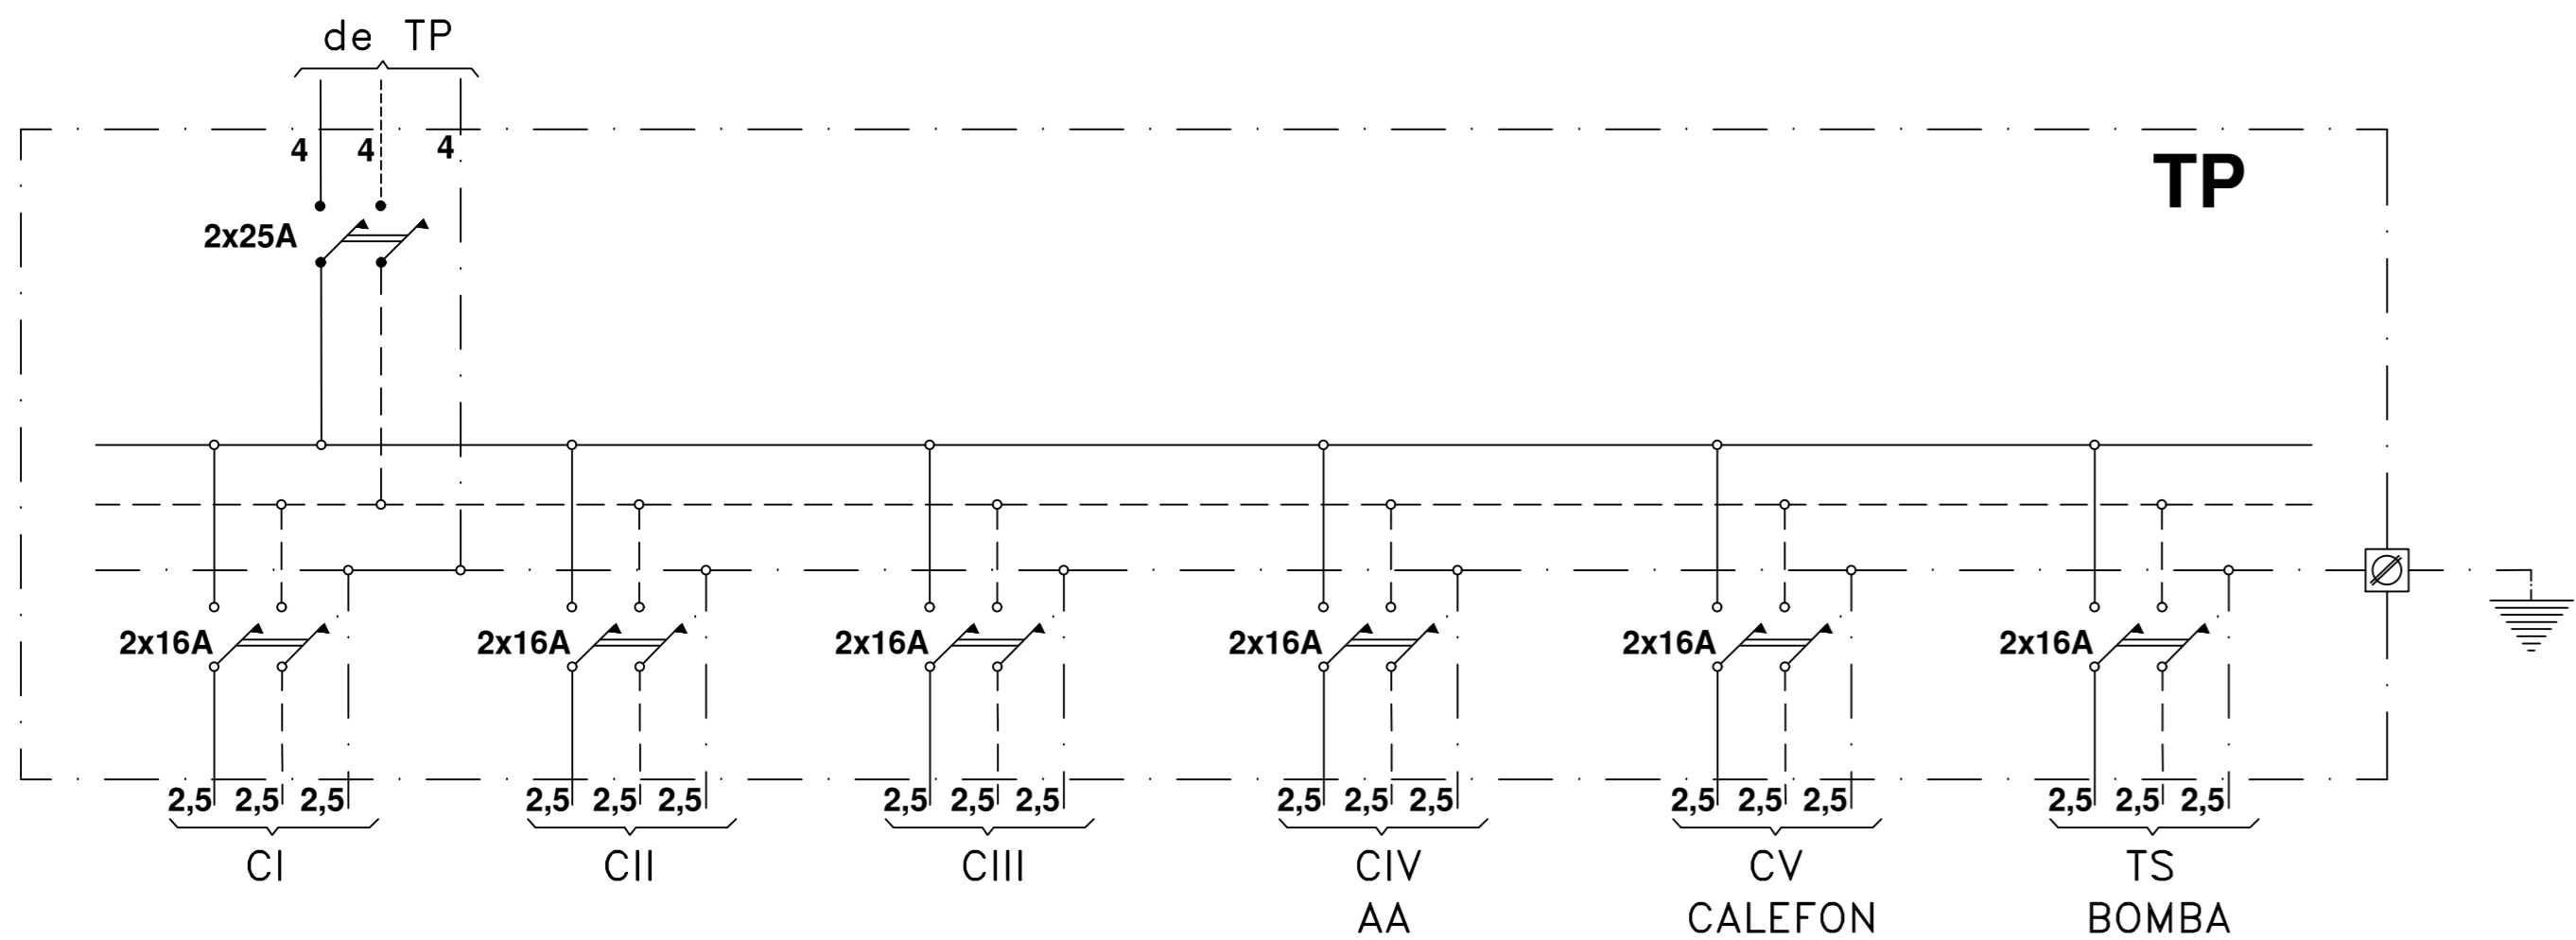 de TP
4 4 4
TP
2x25A
2x16A 2x16A 2x16A 2x16A 2x16A 2x16A
2,5 2,5 2,5 2,5 2,5 2,5 2,5 2,5 2,5 2,5 2,5 2,5 2,5 2,5 2,5 2,5 2,5 2,5
CI CII CIII CIV CV TS
AA CALEFON BOMBA